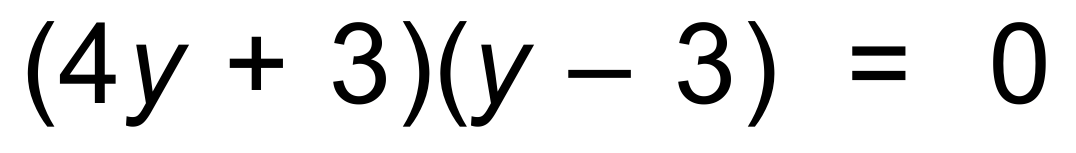 (4y + 3)(y − 3) = 0